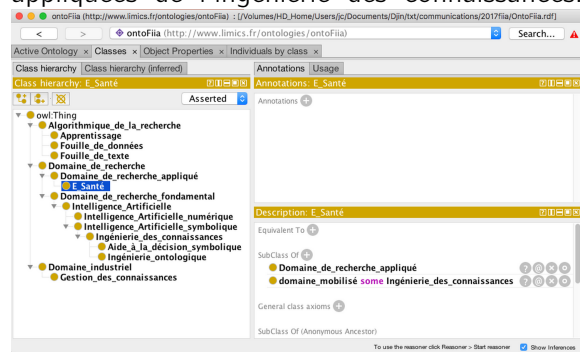 appliquées de l'ingénierie des connaissances.
ontoFiia (http://www.limics.fr/ontologies/ontoFiia) : [/Volumes/HD_Home/Users/jc/Documents/Djin/txt/communications/2017fiia/OntoFiia.rdf]
< > ontoFiia (http://www.limics.fr/ontologies/ontoFiia) Search...
Active Ontology × Classes × Object Properties × Individuals by class ×
Class hierarchy Class hierarchy (inferred)
Class hierarchy: E_Santé
Asserted
owl:Thing
Algorithmique_de_la_recherche
Apprentissage
Fouille_de_données
Fouille_de_texte
Domaine_de_recherche
Domaine_de_recherche_appliqué
E_Santé
Domaine_de_recherche_fondamental
Intelligence_Artificielle
Intelligence_Artificielle_numérique
Intelligence_Artificielle_symbolique
Ingénierie_des_connaissances
Aide_à_la_décision_symbolique
Ingénierie_ontologique
Domaine_industriel
Gestion_des_connaissances
Annotations Usage
Annotations: E_Santé
Annotations
Description: E_Santé
Equivalent To
SubClass Of
Domaine_de_recherche_appliqué
domaine_mobilisé some Ingénierie_des_connaissances
General class axioms
SubClass Of (Anonymous Ancestor)
To use the reasoner click Reasoner > Start reasoner Show Inferences